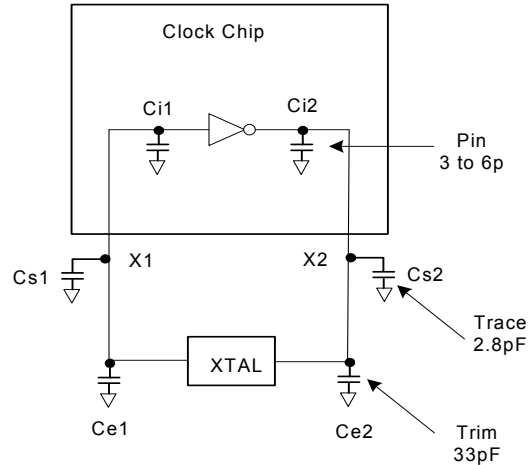 Clock Chip
Ci1
Ci2
Pin
3 to 6p
X1
X2
Cs1
Cs2
Trace
2.8pF
XTAL
Ce1
Ce2
Trim
33pF